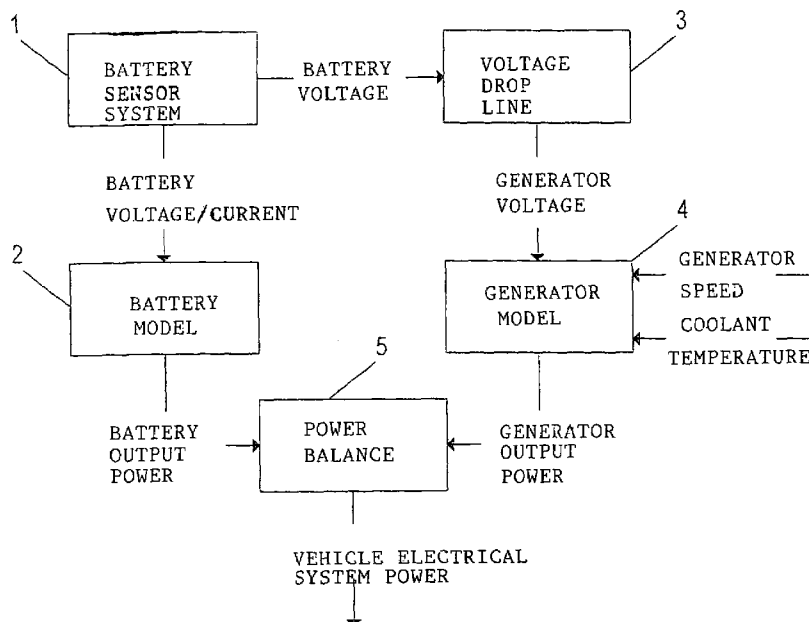 1
3
BATTERY
SENSOR
SYSTEM
BATTERY
VOLTAGE
VOLTAGE
DROP
LINE
BATTERY
VOLTAGE/CURRENT
GENERATOR
VOLTAGE
2
4
BATTERY
MODEL
GENERATOR
MODEL
GENERATOR
SPEED
COOLANT
TEMPERATURE
5
BATTERY
OUTPUT
POWER
POWER
BALANCE
GENERATOR
OUTPUT
POWER
VEHICLE ELECTRICAL
SYSTEM POWER